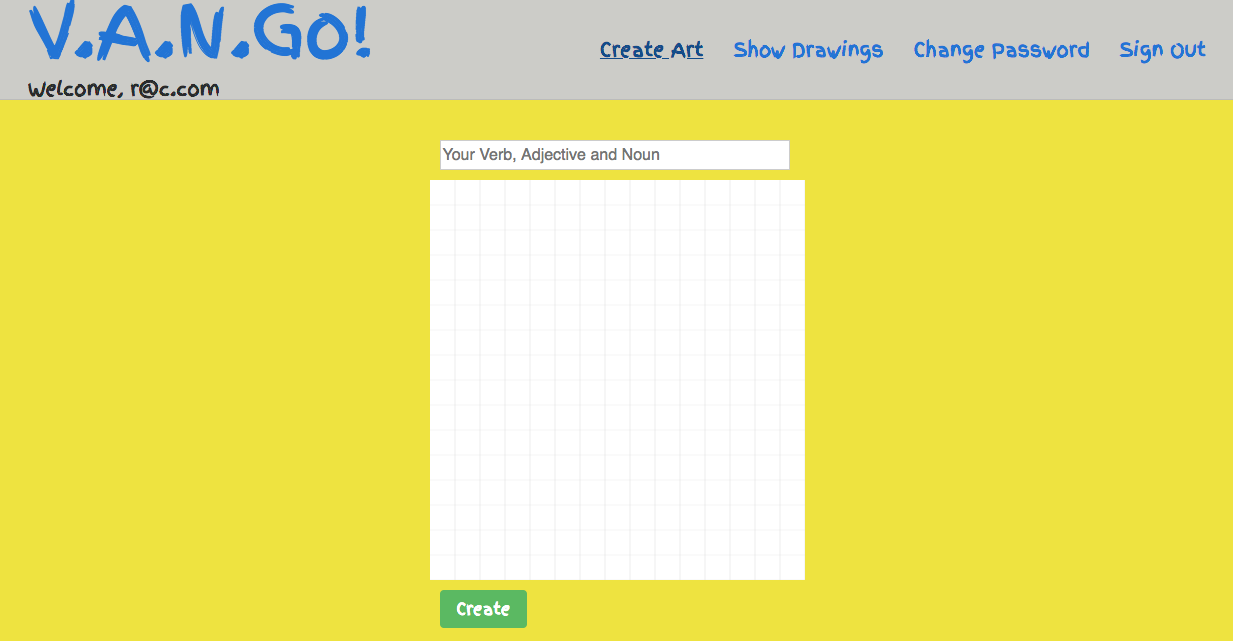 V.A.N.Go!
Create Art Show Drawings Change Password Sign Out
Welcome, r@c.com
Your Verb, Adjective and Noun
Create